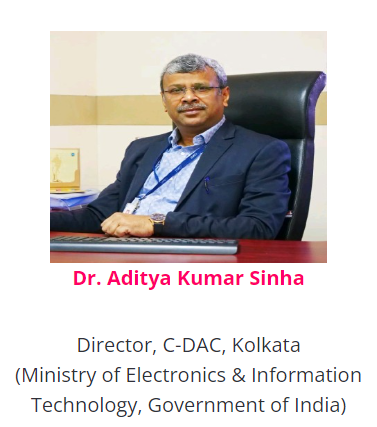 Dr. Aditya Kumar Sinha
Director, C-DAC, Kolkata
(Ministry of Electronics & Information
Technology, Government of India)